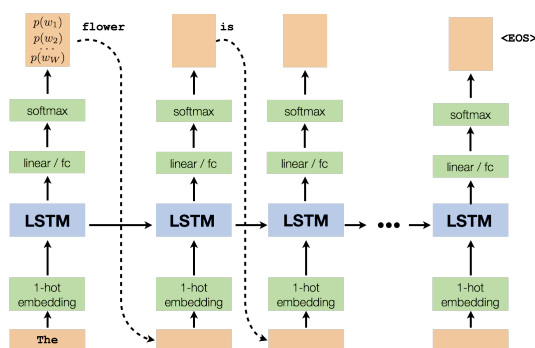 p(w₁)
p(w₂)
...
p(w_W)
flower
is
<EOS>
softmax
softmax
softmax
softmax
linear / fc
linear / fc
linear / fc
linear / fc
LSTM
LSTM
LSTM
•••
LSTM
1-hot
embedding
1-hot
embedding
1-hot
embedding
1-hot
embedding
The